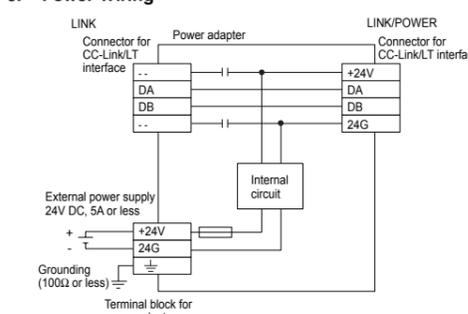 Power Wiring
LINK
Connector for
CC-Link/LT
interface
Power adapter
LINK/POWER
Connector for
CC-Link/LT interfa
- -
+24V
DA
DA
DB
DB
- -
24G
Internal
circuit
External power supply
24V DC, 5A or less
+
+24V
-
24G
Grounding
(100Ω or less)
Terminal block for